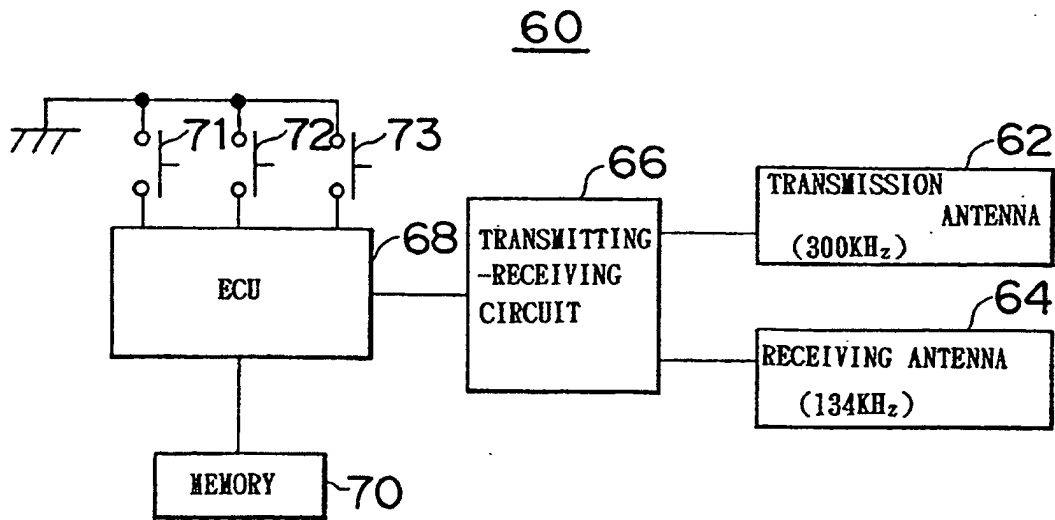 60
71
72
73
66
62
TRANSMISSION
ANTENNA
(300KHz)
68
TRANSMITTING
-RECEIVING
CIRCUIT
ECU
64
RECEIVING ANTENNA
(134KHz)
MEMORY
70